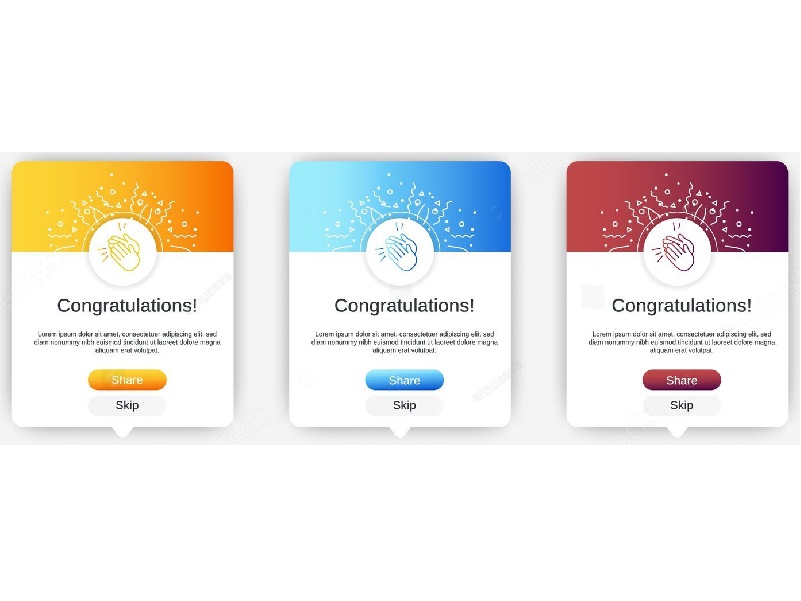 Congratulations!
Lorem ipsum dolor sit amet, consectetuer adipiscing elit, sed
diem nonummy nibh euismod tincidunt ut laoreet dolore magna
aliquam erat volutpat.
Share
Skip
Congratulations!
Lorem ipsum dolor sit amet, consectetuer adipiscing elit, sed
diem nonummy nibh euismod tincidunt ut laoreet dolore magna
aliquam erat volutpat.
Share
Skip
Congratulations!
Lorem ipsum dolor sit amet, consectetuer adipiscing elit, sed
diem nonummy nibh euismod tincidunt ut laoreet dolore magna
aliquam erat volutpat.
Share
Skip